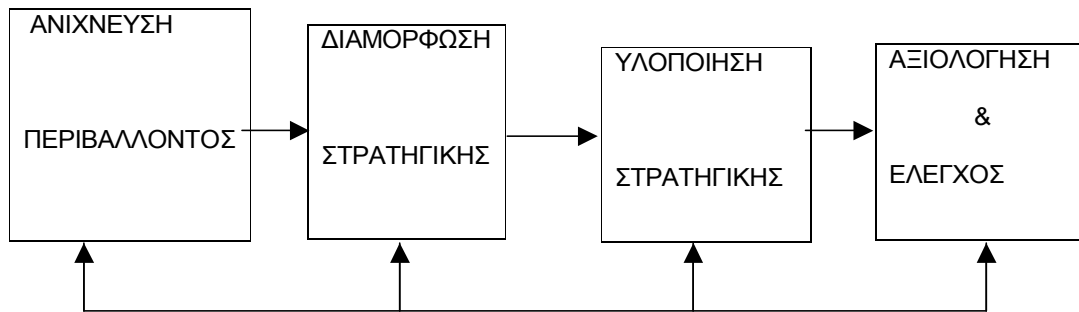 ΑΝΙΧΝΕΥΣΗ
ΠΕΡΙΒΑΛΛΟΝΤΟΣ
ΔΙΑΜΟΡΦΩΣΗ
ΣΤΡΑΤΗΓΙΚΗΣ
ΥΛΟΠΟΙΗΣΗ
ΣΤΡΑΤΗΓΙΚΗΣ
ΑΞΙΟΛΟΓΗΣΗ
&
ΕΛΕΓΧΟΣ